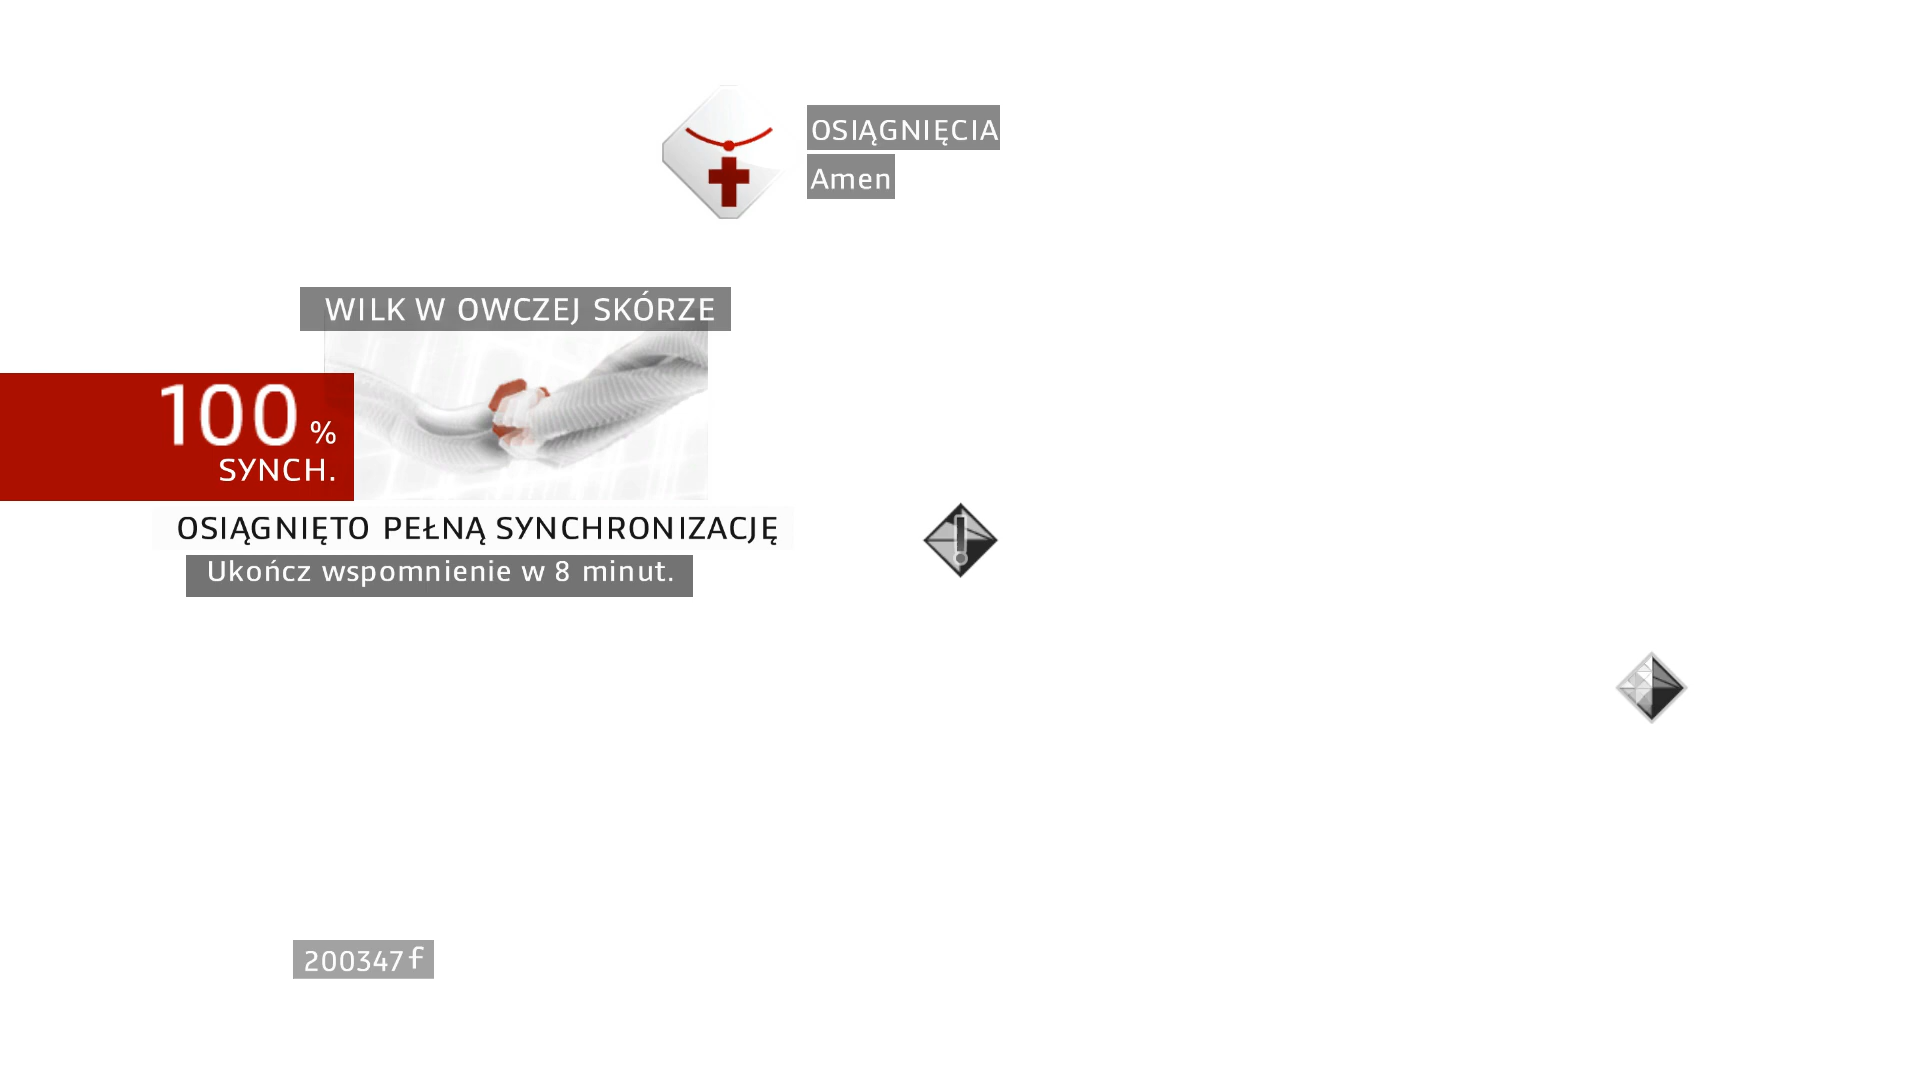 OSIĄGNIĘCIA
Amen
WILK W OWCZEJ SKÓRZE
100 %
SYNCH.
OSIĄGNIĘTO PEŁNĄ SYNCHRONIZACJĘ
Ukończ wspomnienie w 8 minut.
200347 f